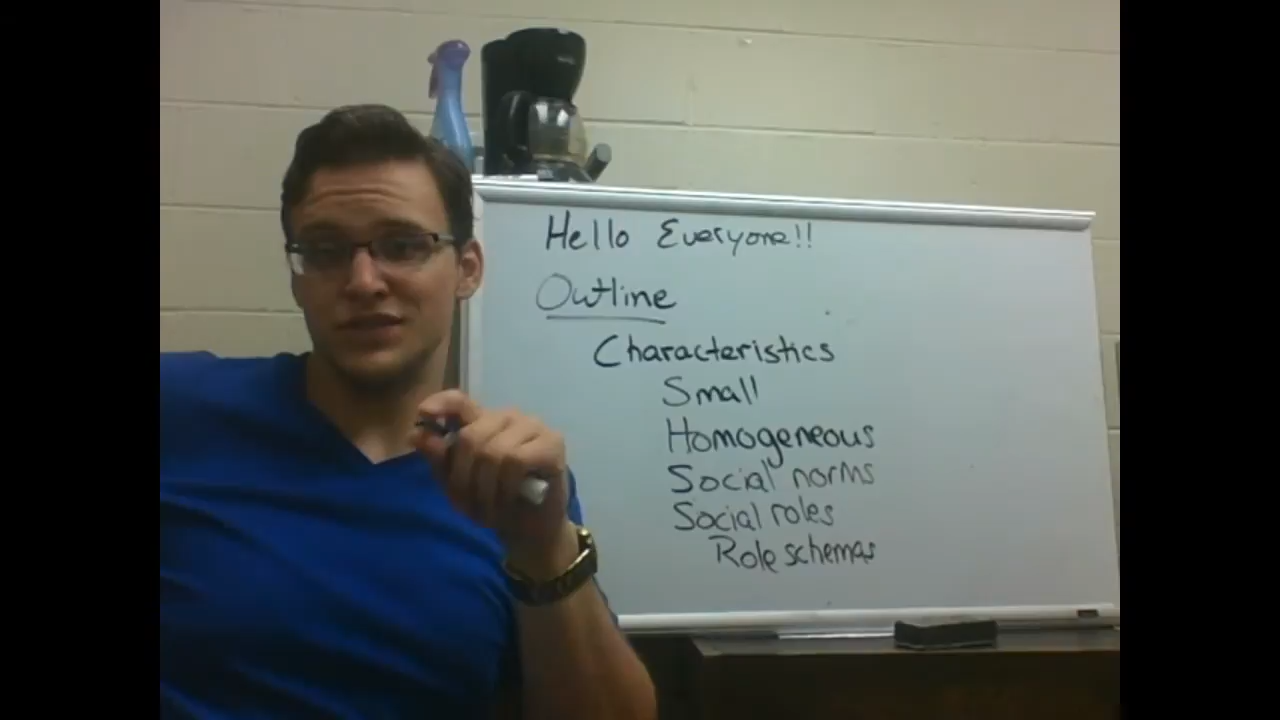 Hello Everyone!!
Outline
Characteristics
Small
Homogeneous
Social norms
Social roles
Role schemas